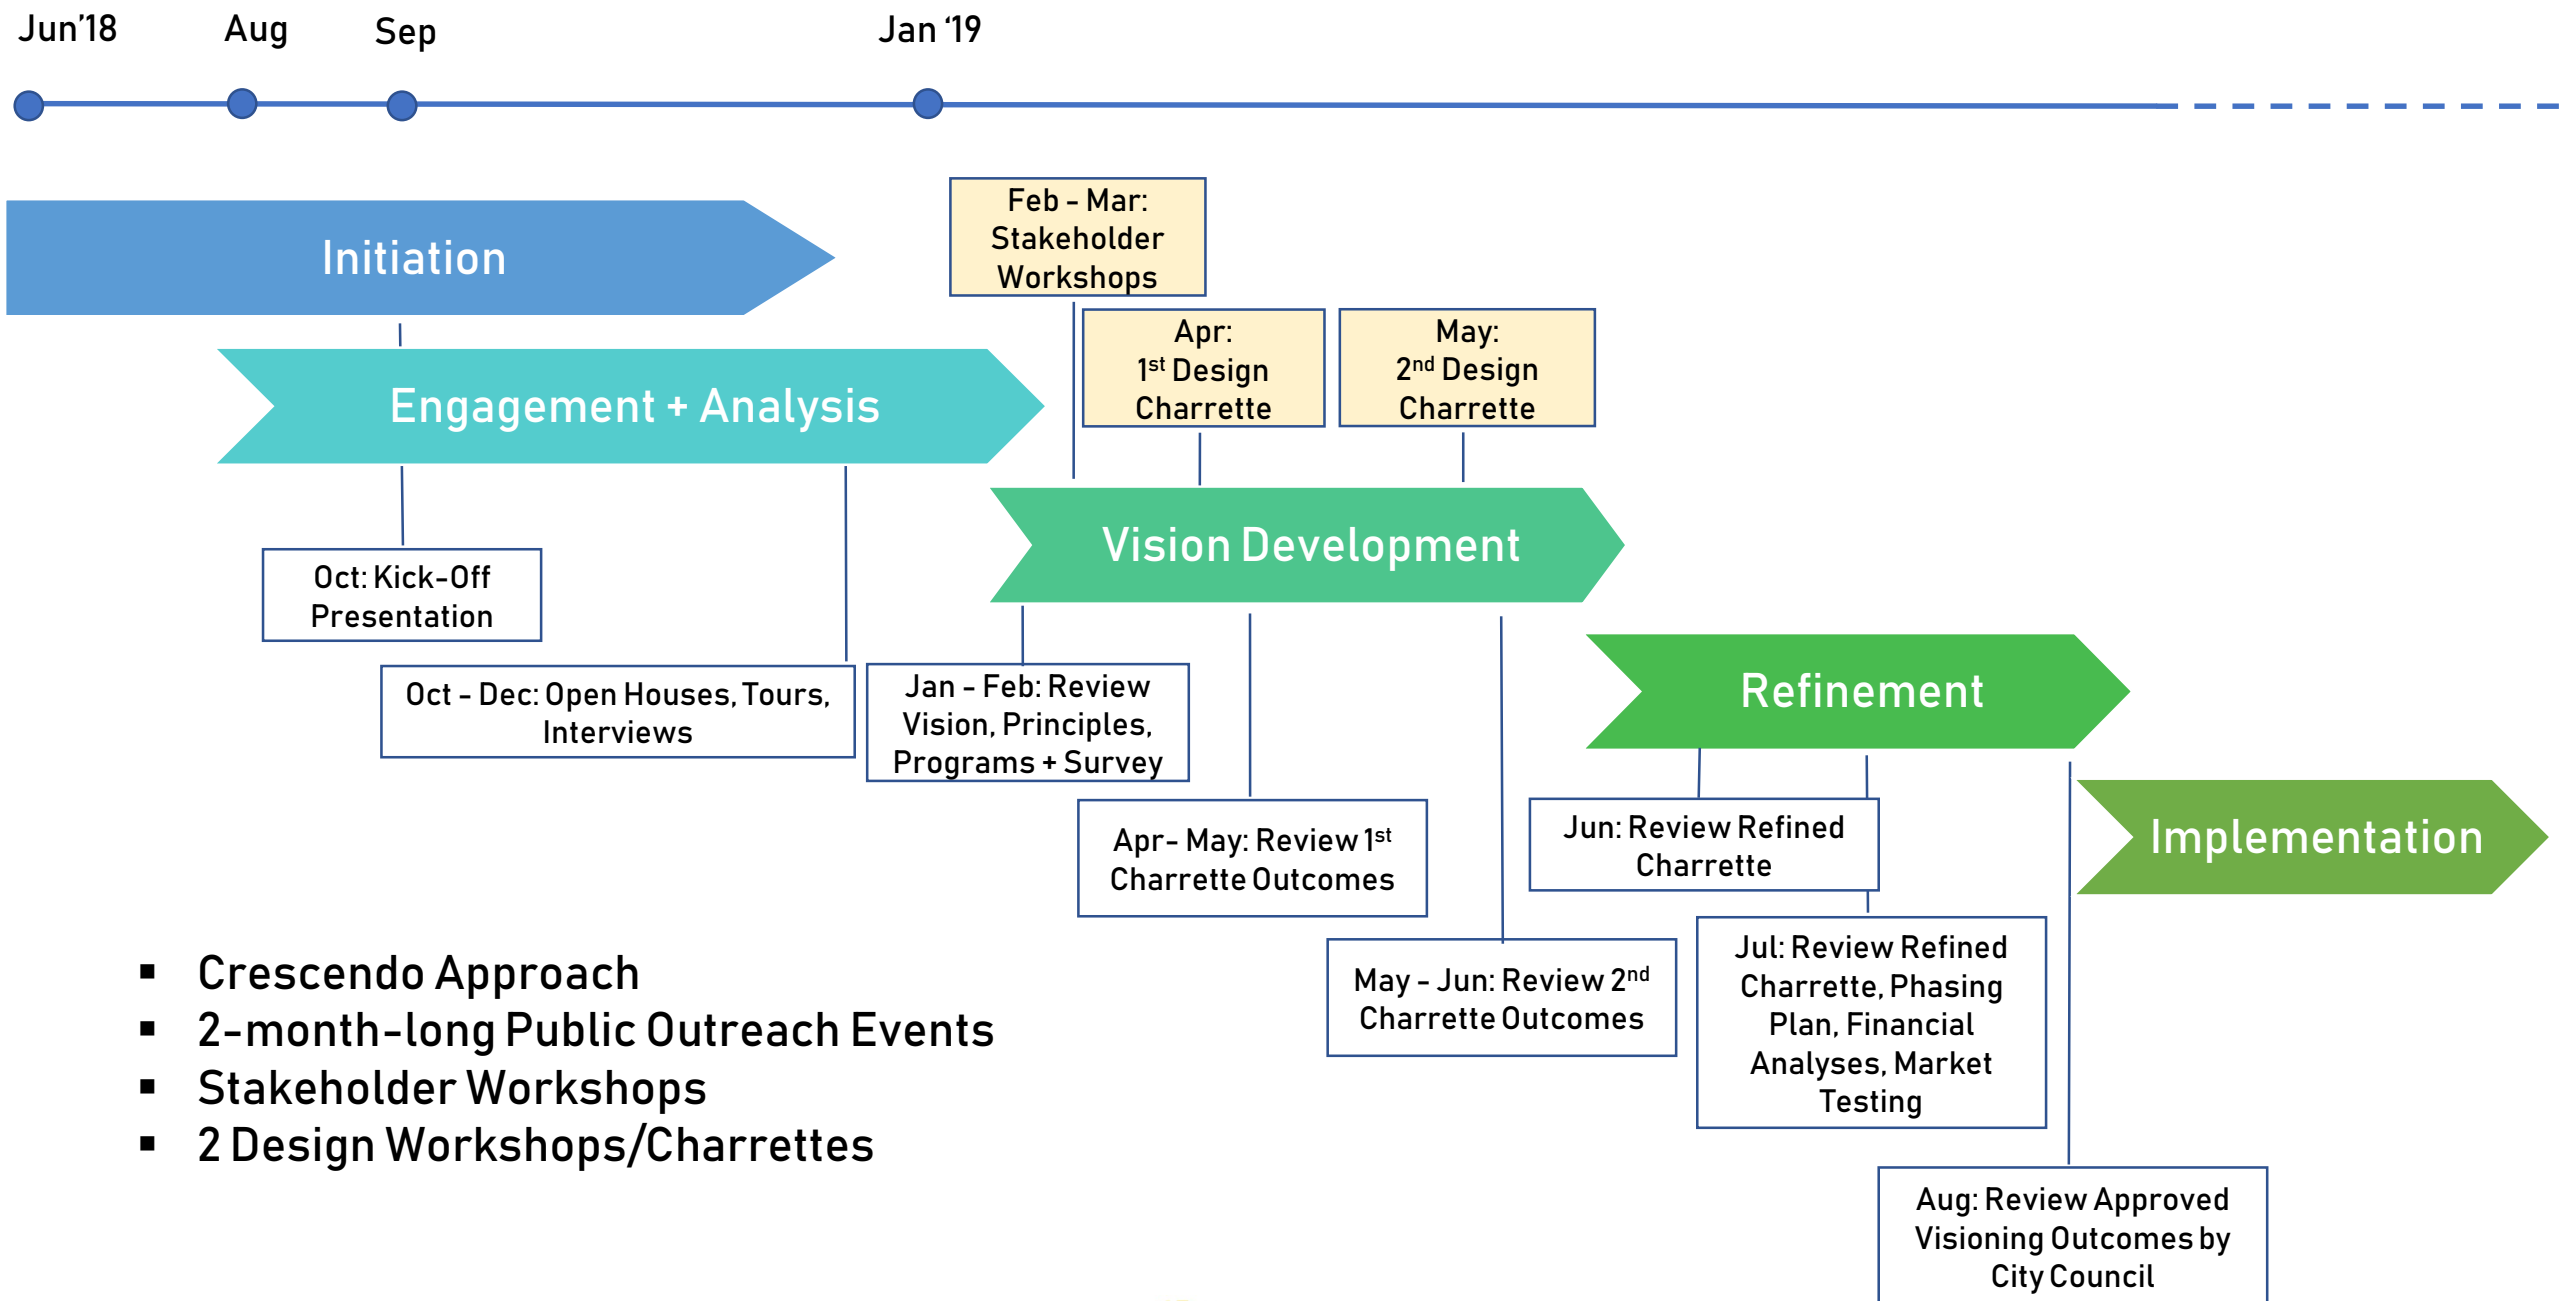 Jun'18
Aug
Sep
Jan ‘19
Initiation
Feb - Mar:
Stakeholder
Workshops
Apr:
1st Design
Charrette
May:
2nd Design
Charrette
Engagement + Analysis
Vision Development
Oct: Kick-Off
Presentation
Oct - Dec: Open Houses, Tours,
Interviews
Jan - Feb: Review
Vision, Principles,
Programs + Survey
Refinement
Apr- May: Review 1st
Charrette Outcomes
Jun: Review Refined
Charrette
Implementation
May - Jun: Review 2nd
Charrette Outcomes
Jul: Review Refined
Charrette, Phasing
Plan, Financial
Analyses, Market
Testing
Aug: Review Approved
Visioning Outcomes by
City Council
▪ Crescendo Approach
▪ 2-month-long Public Outreach Events
▪ Stakeholder Workshops
▪ 2 Design Workshops/Charrettes